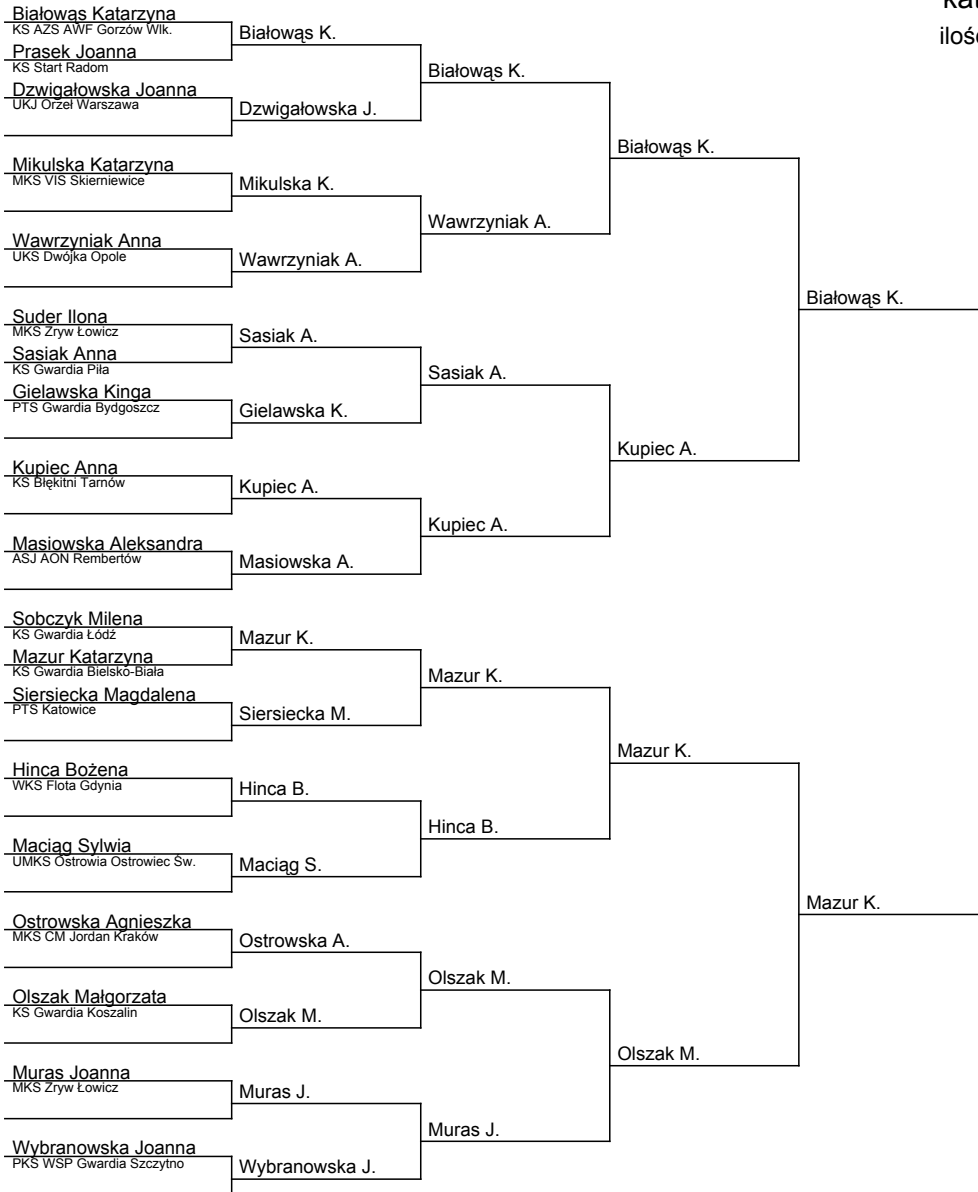 Białowąs Katarzyna
KS AZS AWF Gorzów Wlk.
Prasek Joanna
KS Start Radom
Dzwigałowska Joanna
UKJ Orzeł Warszawa
Mikulska Katarzyna
MKS VIS Skierniewice
Wawrzyniak Anna
UKS Dwójka Opole
Suder Ilona
MKS Zryw Łowicz
Sasiak Anna
KS Gwardia Piła
Gielawska Kinga
PTS Gwardia Bydgoszcz
Kupiec Anna
KS Błękitni Tarnów
Masiowska Aleksandra
ASJ AON Rembertów
Sobczyk Milena
KS Gwardia Łódź
Mazur Katarzyna
KS Gwardia Bielsko-Biała
Siersiecka Magdalena
PTS Katowice
Hinca Bożena
WKS Flota Gdynia
Maciąg Sylwia
UMKS Ostrowia Ostrowiec Św.
Ostrowska Agnieszka
MKS CM Jordan Kraków
Olszak Małgorzata
KS Gwardia Koszalin
Muras Joanna
MKS Zryw Łowicz
Wybranowska Joanna
PKS WSP Gwardia Szczytno
Białowąs K.
Dzwigałowska J.
Mikulska K.
Wawrzyniak A.
Sasiak A.
Gielawska K.
Kupiec A.
Masiowska A.
Mazur K.
Siersiecka M.
Hinca B.
Maciąg S.
Ostrowska A.
Olszak M.
Muras J.
Wybranowska J.
Białowąs K.
Wawrzyniak A.
Sasiak A.
Kupiec A.
Mazur K.
Hinca B.
Olszak M.
Muras J.
Białowąs K.
Kupiec A.
Mazur K.
Olszak M.
Białowąs K.
Mazur K.